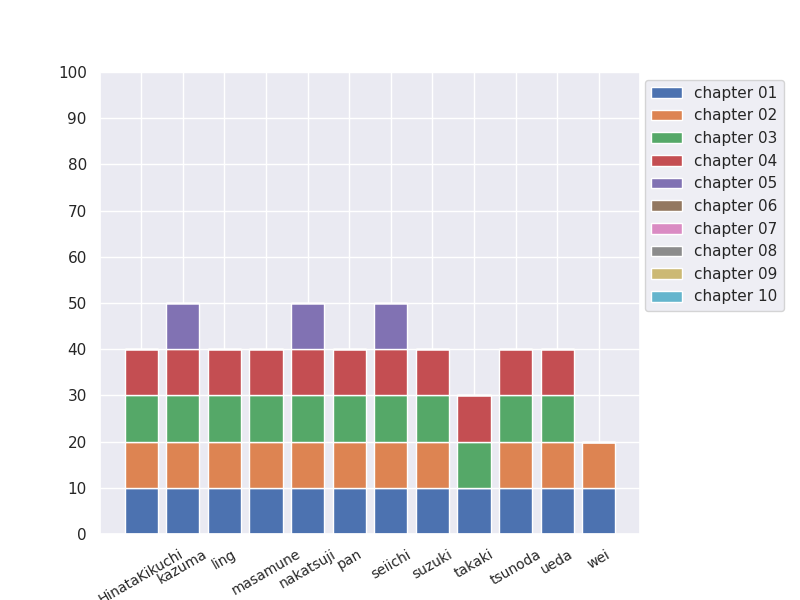 100
90
80
70
60
50
40
30
20
10
0
HinataKikuchi
kazuma
ling
masamune
nakatsuji
pan
seiichi
suzuki
takaki
tsunoda
ueda
wei
chapter 01
chapter 02
chapter 03
chapter 04
chapter 05
chapter 06
chapter 07
chapter 08
chapter 09
chapter 10